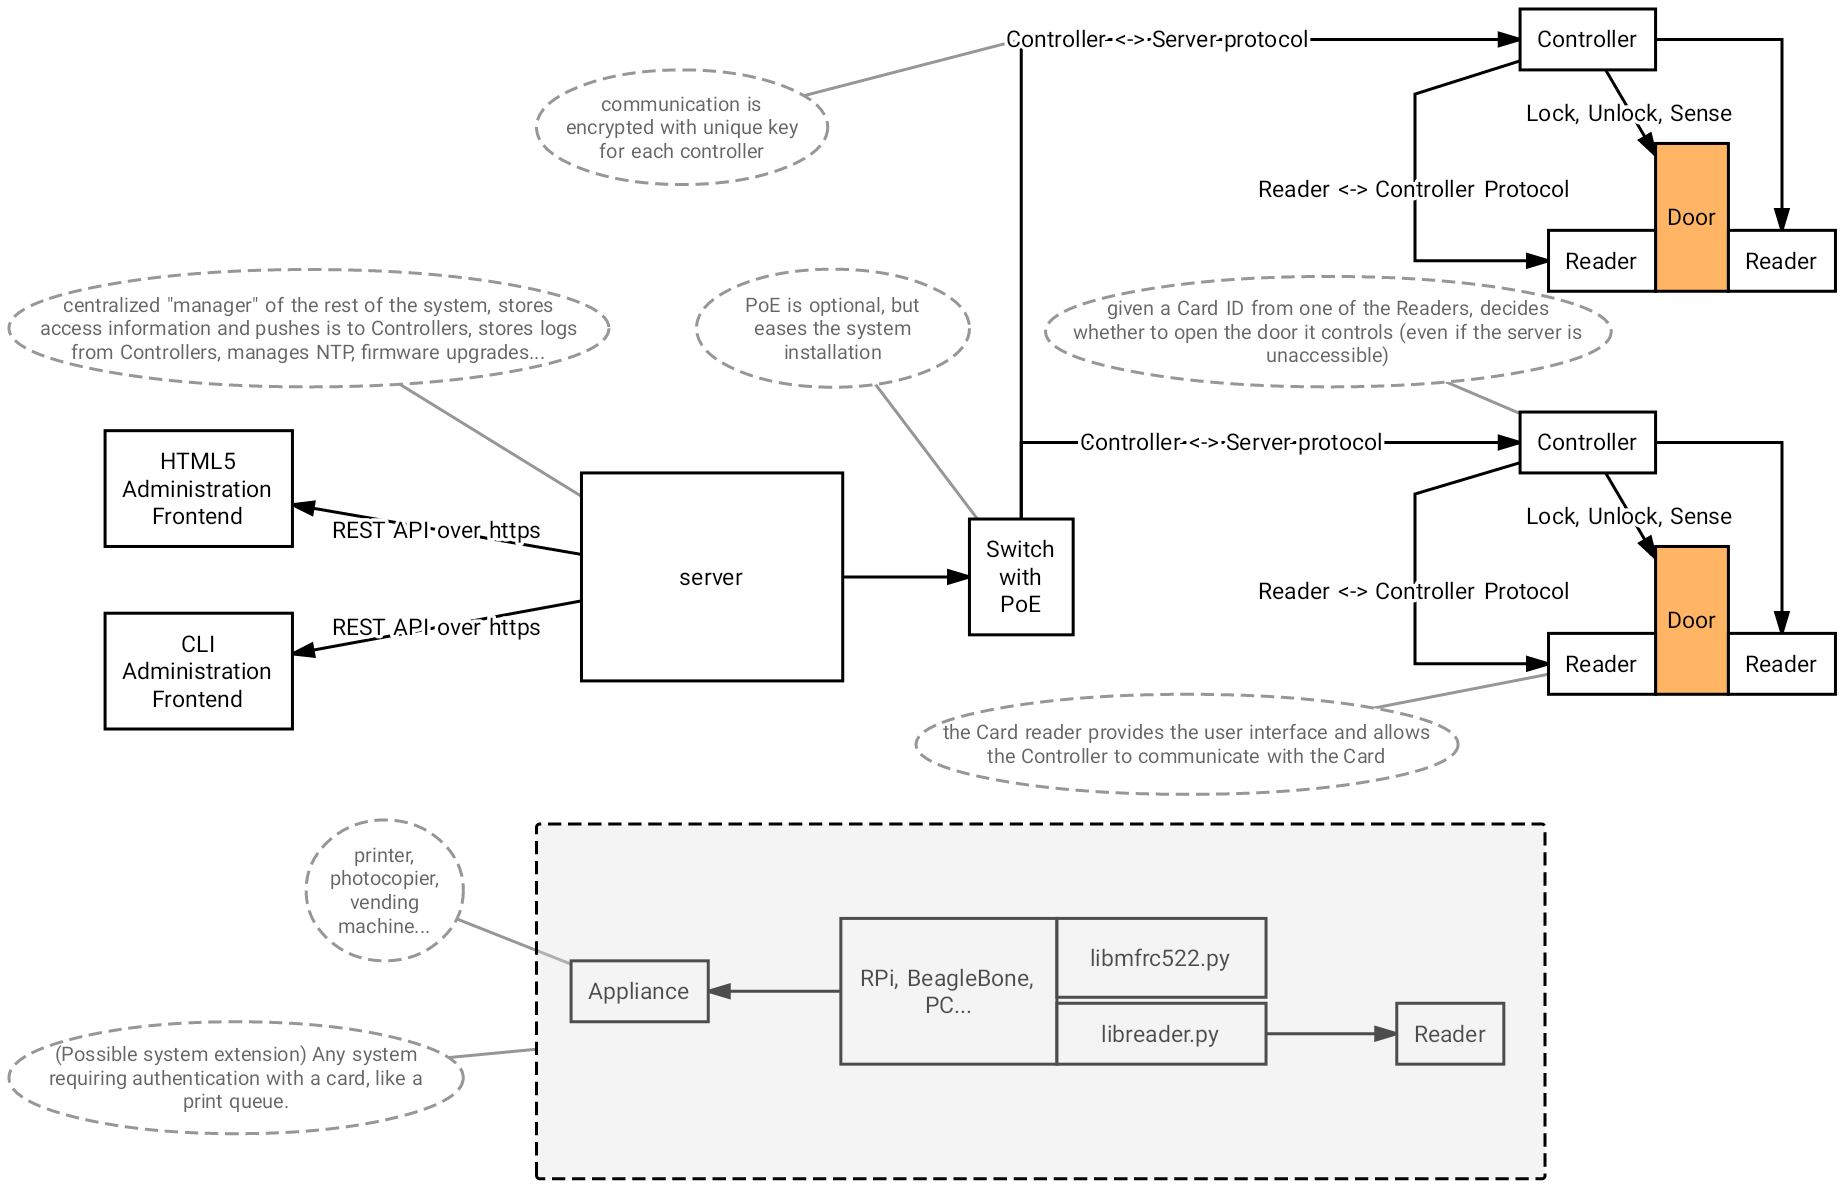 Controller <-> Server protocol
Controller
communication is
encrypted with unique key
for each controller
Lock, Unlock, Sense
Reader <-> Controller Protocol
Door
Reader
Reader
centralized "manager" of the rest of the system, stores
access information and pushes is to Controllers, stores logs
from Controllers, manages NTP, firmware upgrades...
PoE is optional, but
eases the system
installation
given a Card ID from one of the Readers, decides
whether to open the door it controls (even if the server is
unaccessible)
HTML5
Administration
Frontend
REST API over https
Controller <-> Server protocol
Controller
Lock, Unlock, Sense
server
Switch
with
PoE
Reader <-> Controller Protocol
Door
REST API over https
CLI
Administration
Frontend
Reader
Reader
the Card reader provides the user interface and allows
the Controller to communicate with the Card
printer,
photocopier,
vending
machine...
Appliance
RPi, BeagleBone,
PC...
libmfrc522.py
libreader.py
Reader
(Possible system extension) Any system
requiring authentication with a card, like a
print queue.